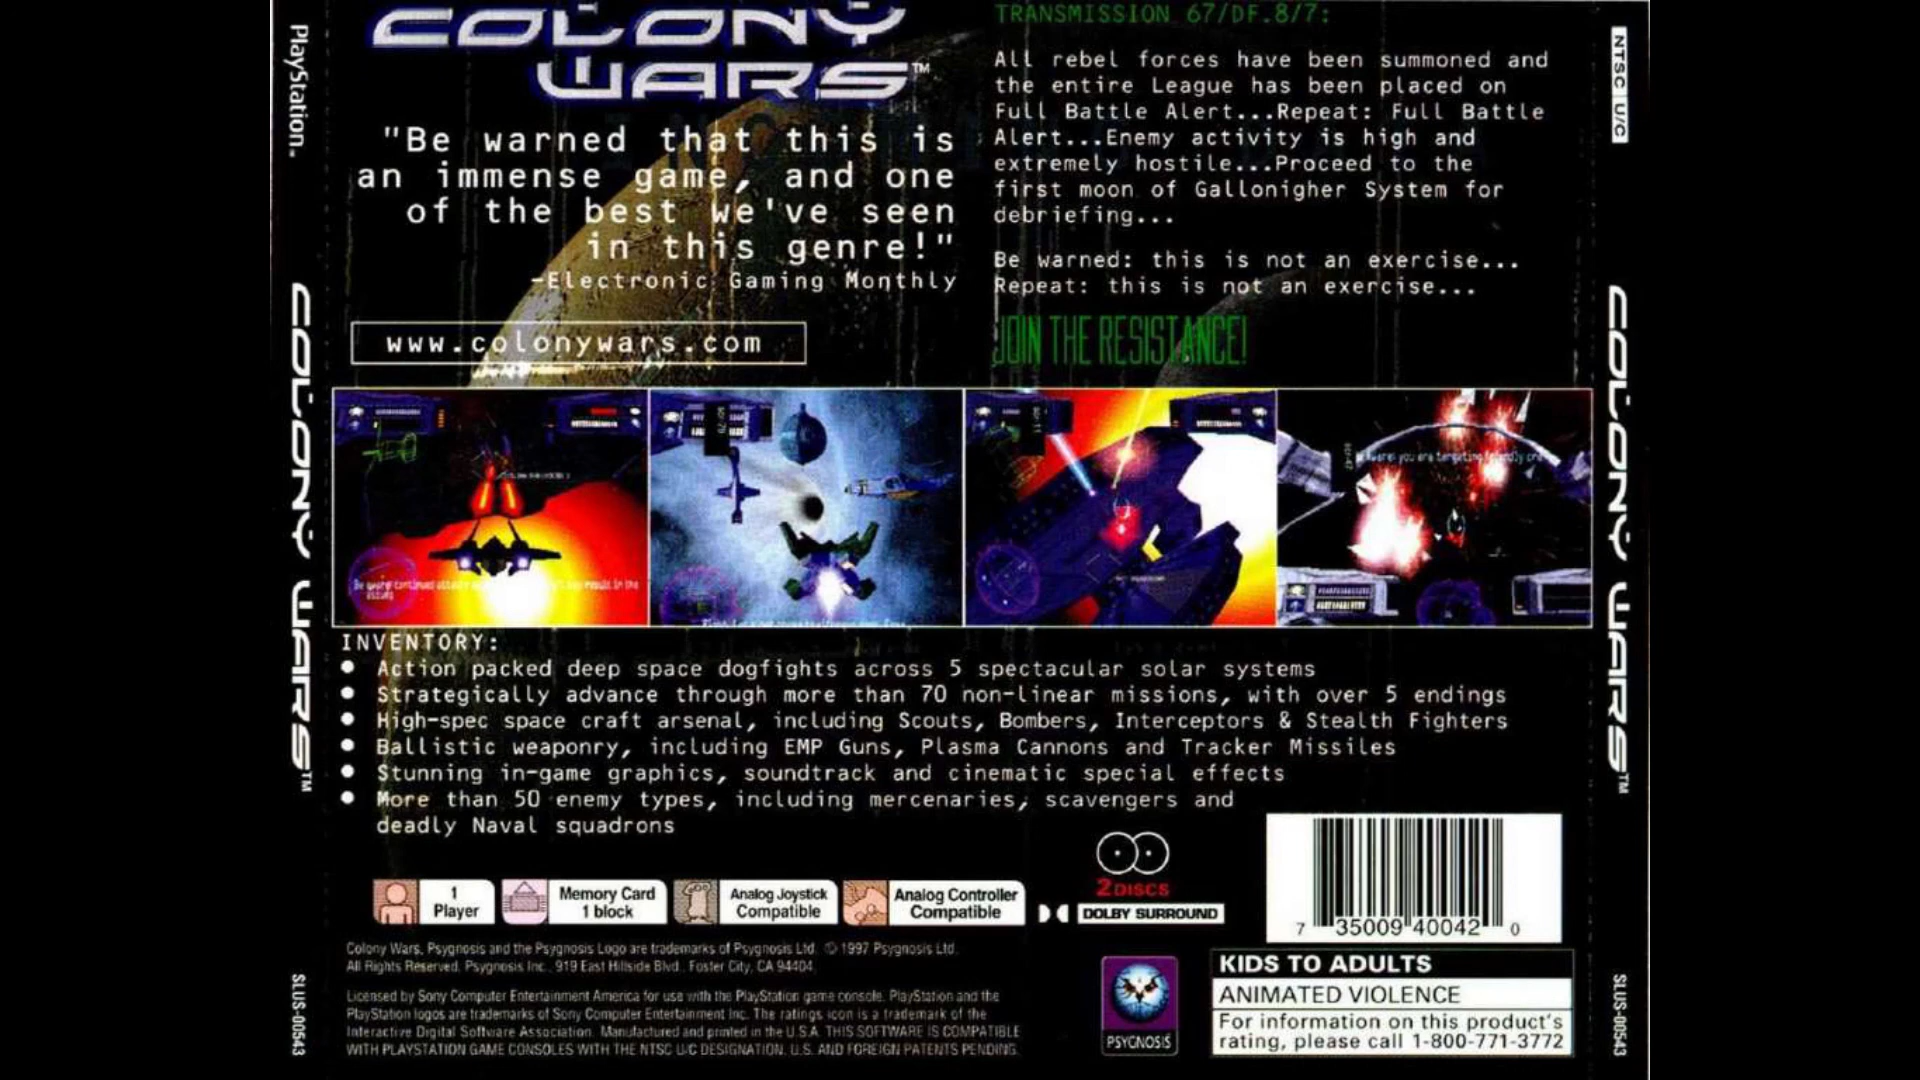 PlayStation.
COLONY WARS™
SLUS-00543
COLONY
WARS™
"Be warned that this is
an immense game, and one
of the best we've seen
in this genre!"
-Electronic Gaming Monthly
www.colonywars.com
TRANSMISSION 67/DF.8/7:
All rebel forces have been summoned and
the entire League has been placed on
Full Battle Alert...Repeat: Full Battle
Alert...Enemy activity is high and
extremely hostile...Proceed to the
first moon of Gallonigher System for
debriefing...
Be warned: this is not an exercise...
Repeat: this is not an exercise...
JOIN THE RESISTANCE!
INVENTORY:
● Action packed deep space dogfights across 5 spectacular solar systems
● Strategically advance through more than 70 non-linear missions, with over 5 endings
● High-spec space craft arsenal, including Scouts, Bombers, Interceptors & Stealth Fighters
● Ballistic weaponry, including EMP Guns, Plasma Cannons and Tracker Missiles
● Stunning in-game graphics, soundtrack and cinematic special effects
● More than 50 enemy types, including mercenaries, scavengers and
deadly Naval squadrons
1
Player
Memory Card
1 block
Analog Joystick
Compatible
Analog Controller
Compatible
2 DISCS
DOLBY SURROUND
7 35009 40042 0
Colony Wars, Psygnosis and the Psygnosis Logo are trademarks of Psygnosis Ltd. © 1997 Psygnosis Ltd.
All Rights Reserved. Psygnosis Inc., 919 East Hillside Blvd., Foster City, CA 94404.
Licensed by Sony Computer Entertainment America for use with the PlayStation game console. PlayStation and the
PlayStation logos are trademarks of Sony Computer Entertainment Inc. The ratings icon is a trademark of the
Interactive Digital Software Association. Manufactured and printed in the U.S.A. THIS SOFTWARE IS COMPATIBLE
WITH PLAYSTATION GAME CONSOLES WITH THE NTSC U/C DESIGNATION. U.S. AND FOREIGN PATENTS PENDING.
PSYGNOSIS
KIDS TO ADULTS
ANIMATED VIOLENCE
For information on this product's
rating, please call 1-800-771-3772
NTSC U/C
COLONY WARS™
SLUS-00543